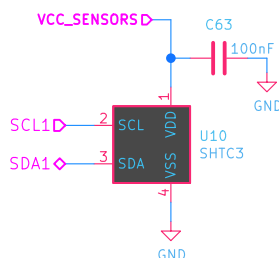 VCC_SENSORS
C63
100nF
GND
1
SCL1
2
SCL
VDD
U10
SHTC3
SDA1
3
SDA
VSS
4
GND